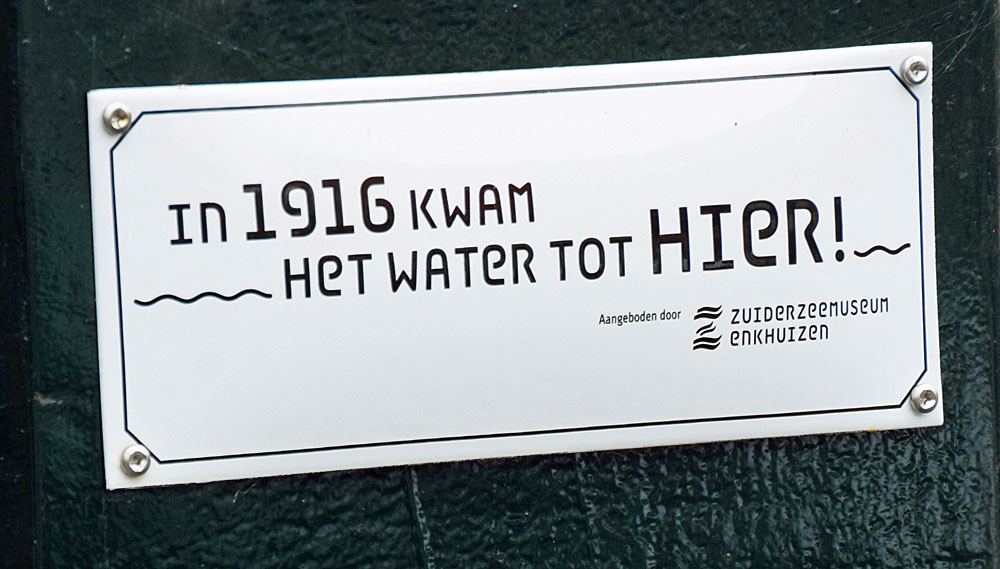 In 1916 KWAM
HET WATER TOT HIER!
Aangeboden door
ZUIDERZEEMUSEUM
ENKHUIZEN